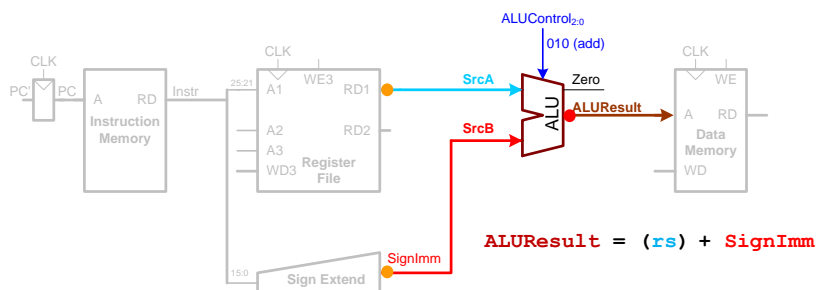 ALUControl2:0
010 (add)
CLK
CLK
CLK
PC'
PC
A
RD
Instr
Instruction
Memory
25:21
A1
WE3
RD1
A2
RD2
A3
WD3
Register
File
SrcA
SrcB
ALU
Zero
ALUResult
WE
A
RD
Data
Memory
WD
15:0
SignImm
Sign Extend
ALUResult = (rs) + SignImm